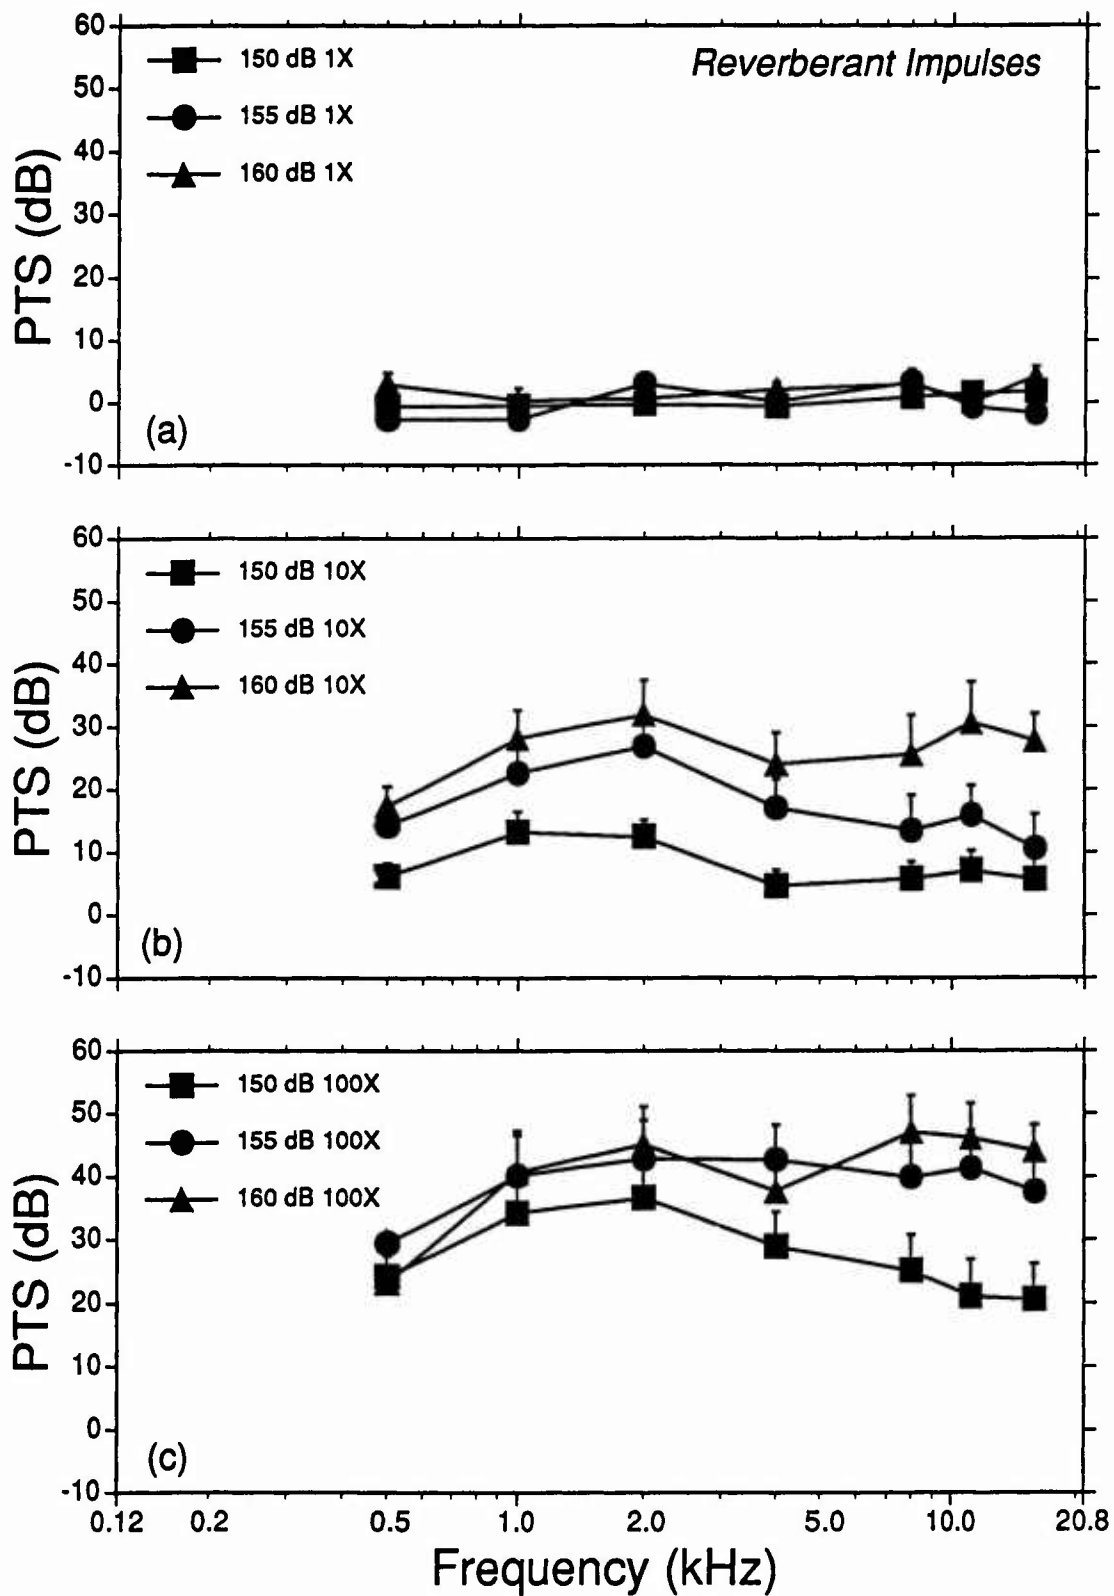 Reverberant Impulses
60
50
40
30
20
10
0
-10
PTS (dB)
150 dB 1X
155 dB 1X
160 dB 1X
(a)
60
50
40
30
20
10
0
-10
PTS (dB)
150 dB 10X
155 dB 10X
160 dB 10X
(b)
60
50
40
30
20
10
0
-10
PTS (dB)
150 dB 100X
155 dB 100X
160 dB 100X
(c)
0.12 0.2 0.5 1.0 2.0 5.0 10.0 20.8
Frequency (kHz)